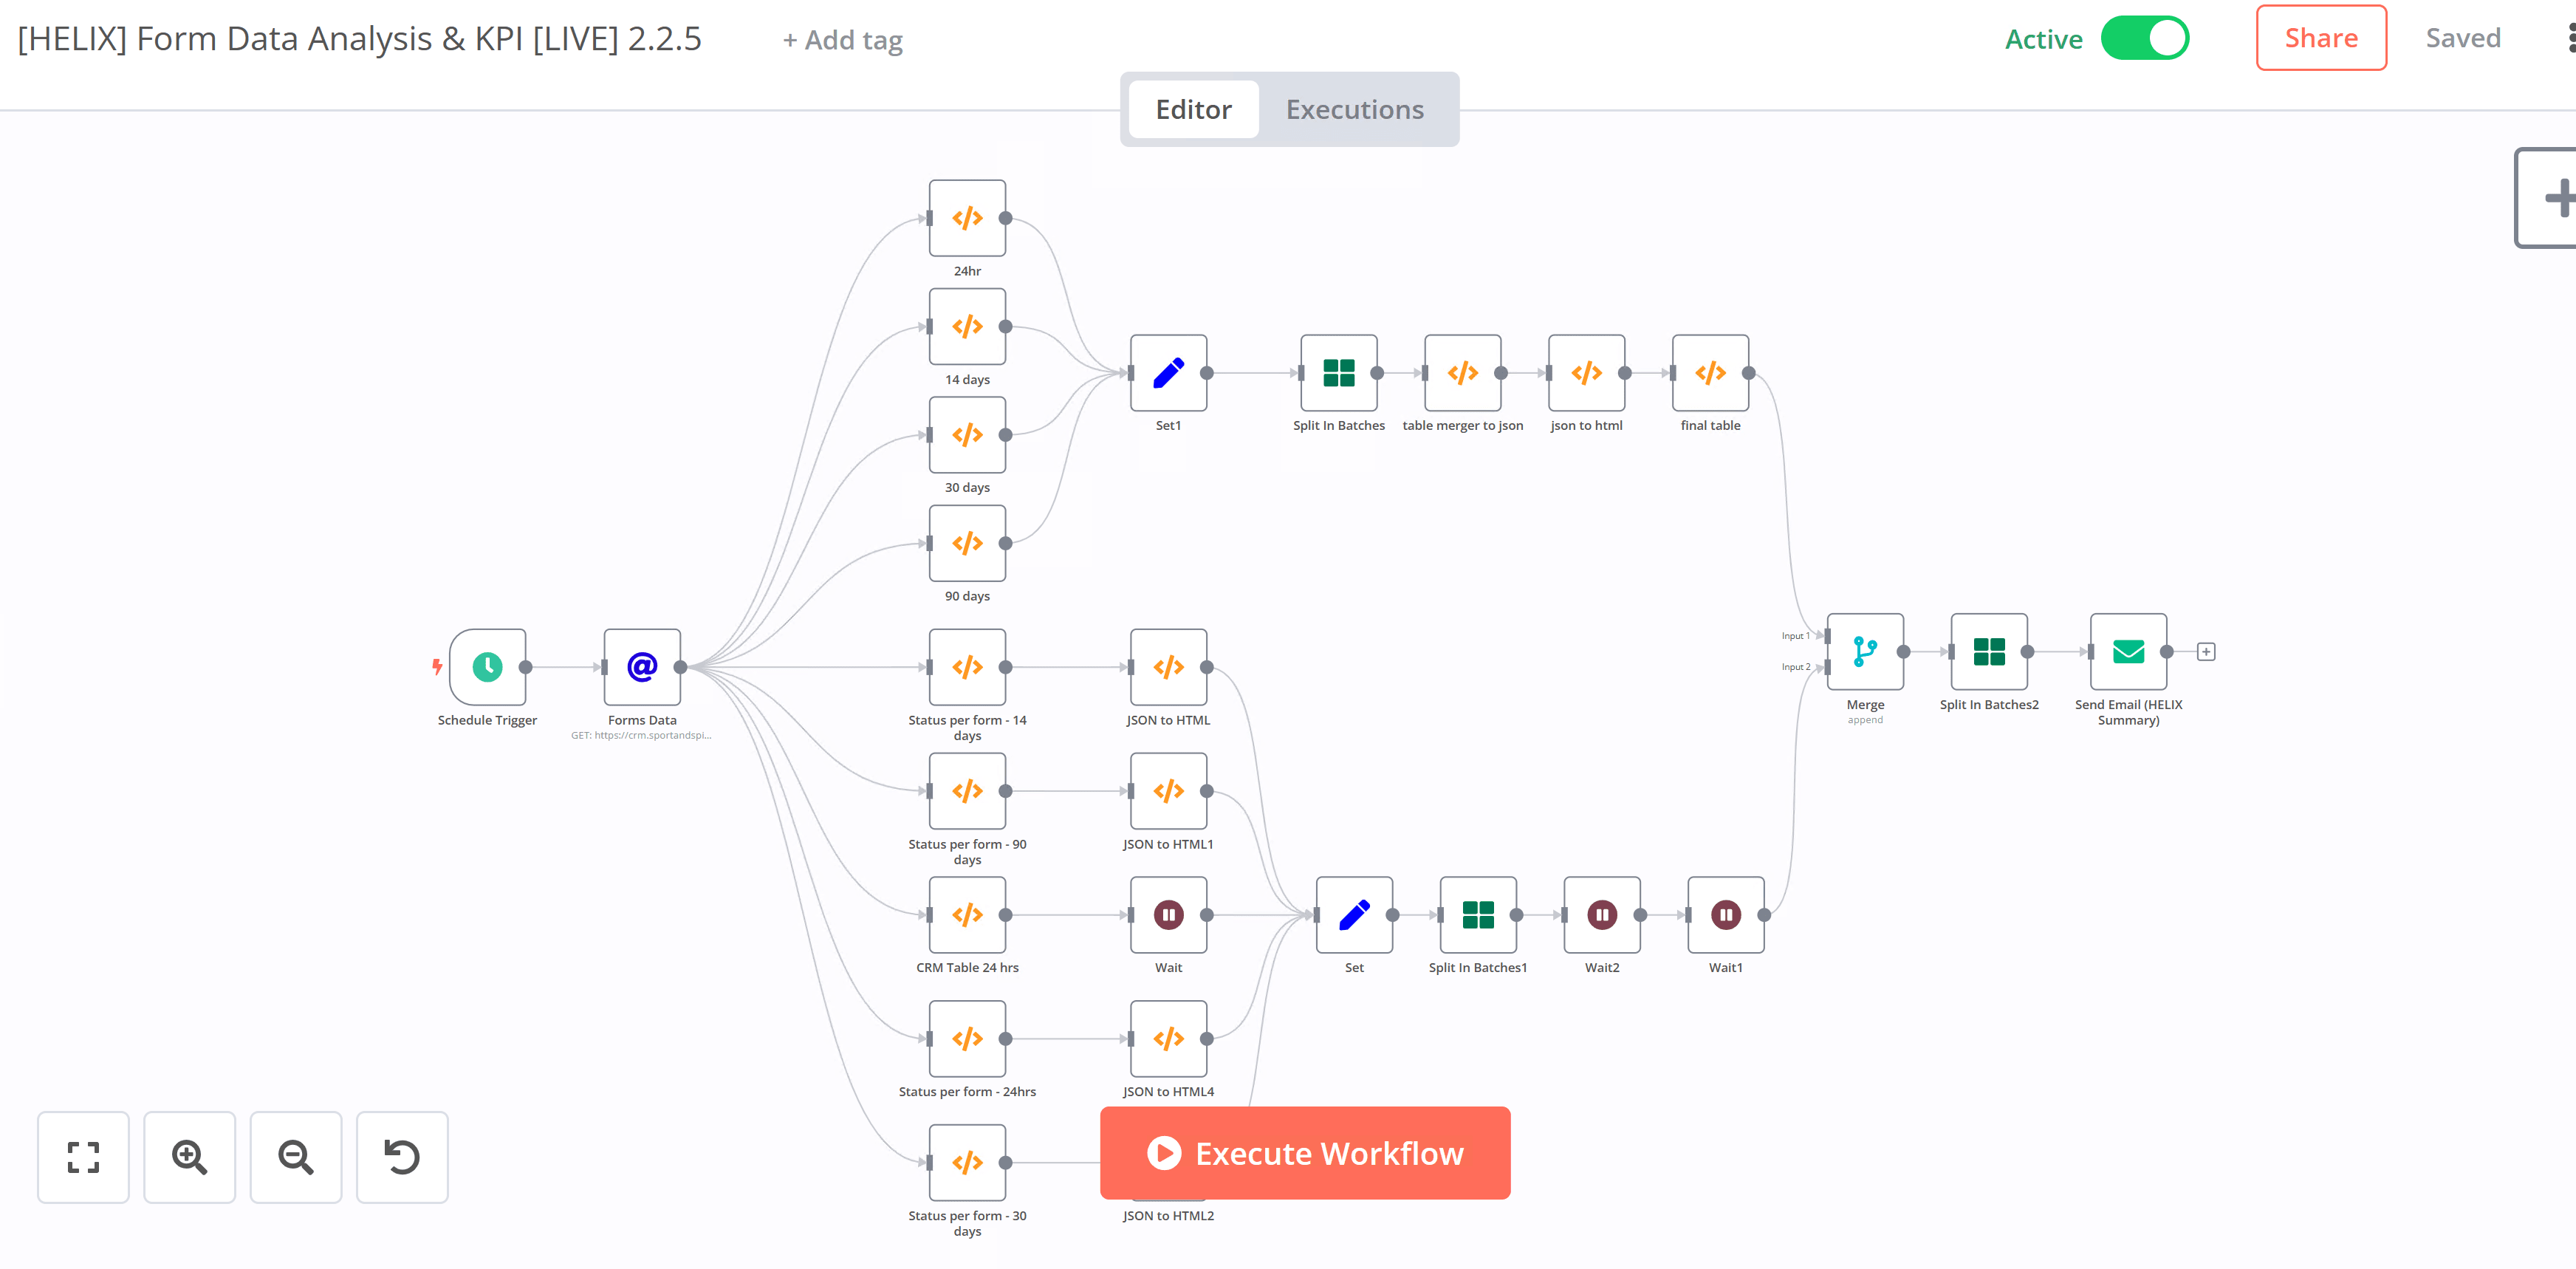 [HELIX] Form Data Analysis & KPI [LIVE] 2.2.5
+ Add tag
Active
Share
Saved
Editor
Executions
24hr
14 days
30 days
90 days
Set1
Split In Batches
table merger to json
json to html
final table
Schedule Trigger
Forms Data
GET: https://crm.sportandspi...
Status per form - 14
days
JSON to HTML
Status per form - 90
days
JSON to HTML1
CRM Table 24 hrs
Wait
Set
Split In Batches1
Wait2
Wait1
Input 1
Input 2
Merge
append
Split In Batches2
Send Email (HELIX
Summary)
Status per form - 24hrs
JSON to HTML4
Execute Workflow
Status per form - 30
days
JSON to HTML2